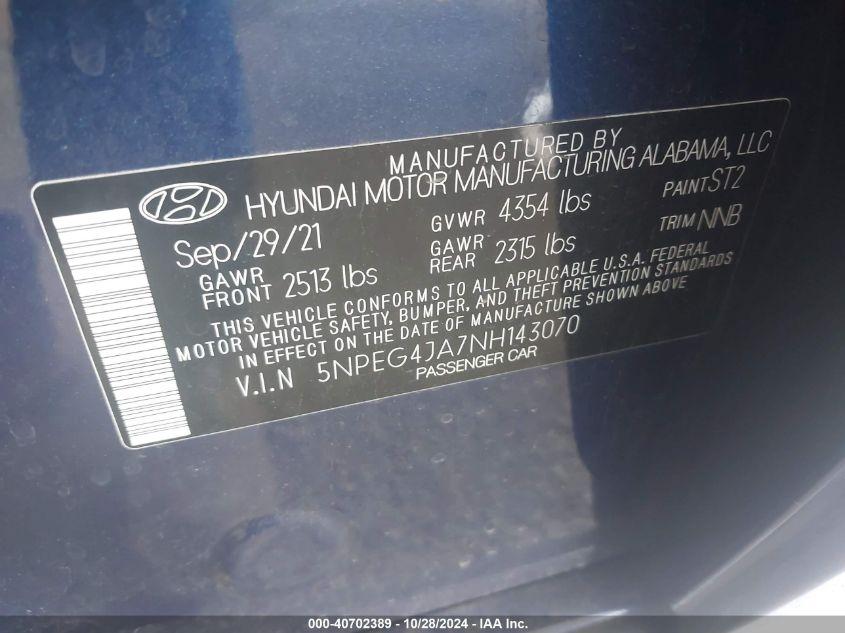 MANUFACTURED BY
HYUNDAI MOTOR MANUFACTURING ALABAMA, LLC
Sep/29/21 GVWR 4354 lbs PAINT ST2
GAWR FRONT 2513 lbs GAWR REAR 2315 lbs TRIM NNB
THIS VEHICLE CONFORMS TO ALL APPLICABLE U.S.A. FEDERAL
MOTOR VEHICLE SAFETY, BUMPER, AND THEFT PREVENTION STANDARDS
IN EFFECT ON THE DATE OF MANUFACTURE SHOWN ABOVE
V.I.N 5NPEG4JA7NH143070
PASSENGER CAR
000-40702389 - 10/28/2024 - IAA Inc.